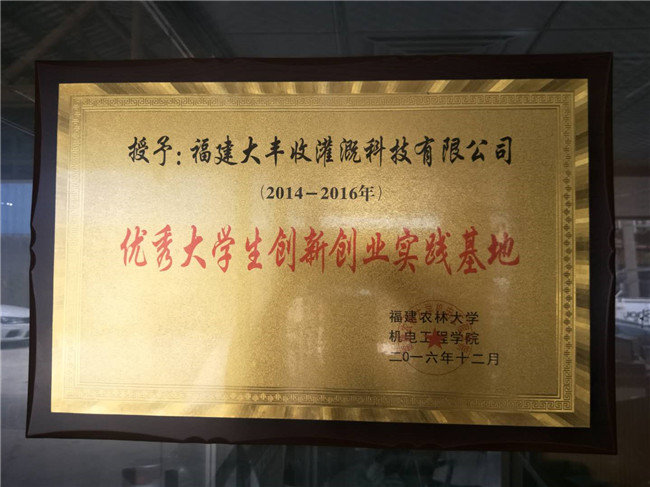 授予：福建大丰收灌溉科技有限公司
（2014－2016年）
优秀大学生创新创业实践基地
福建农林大学
机电工程学院
二〇一六年十二月